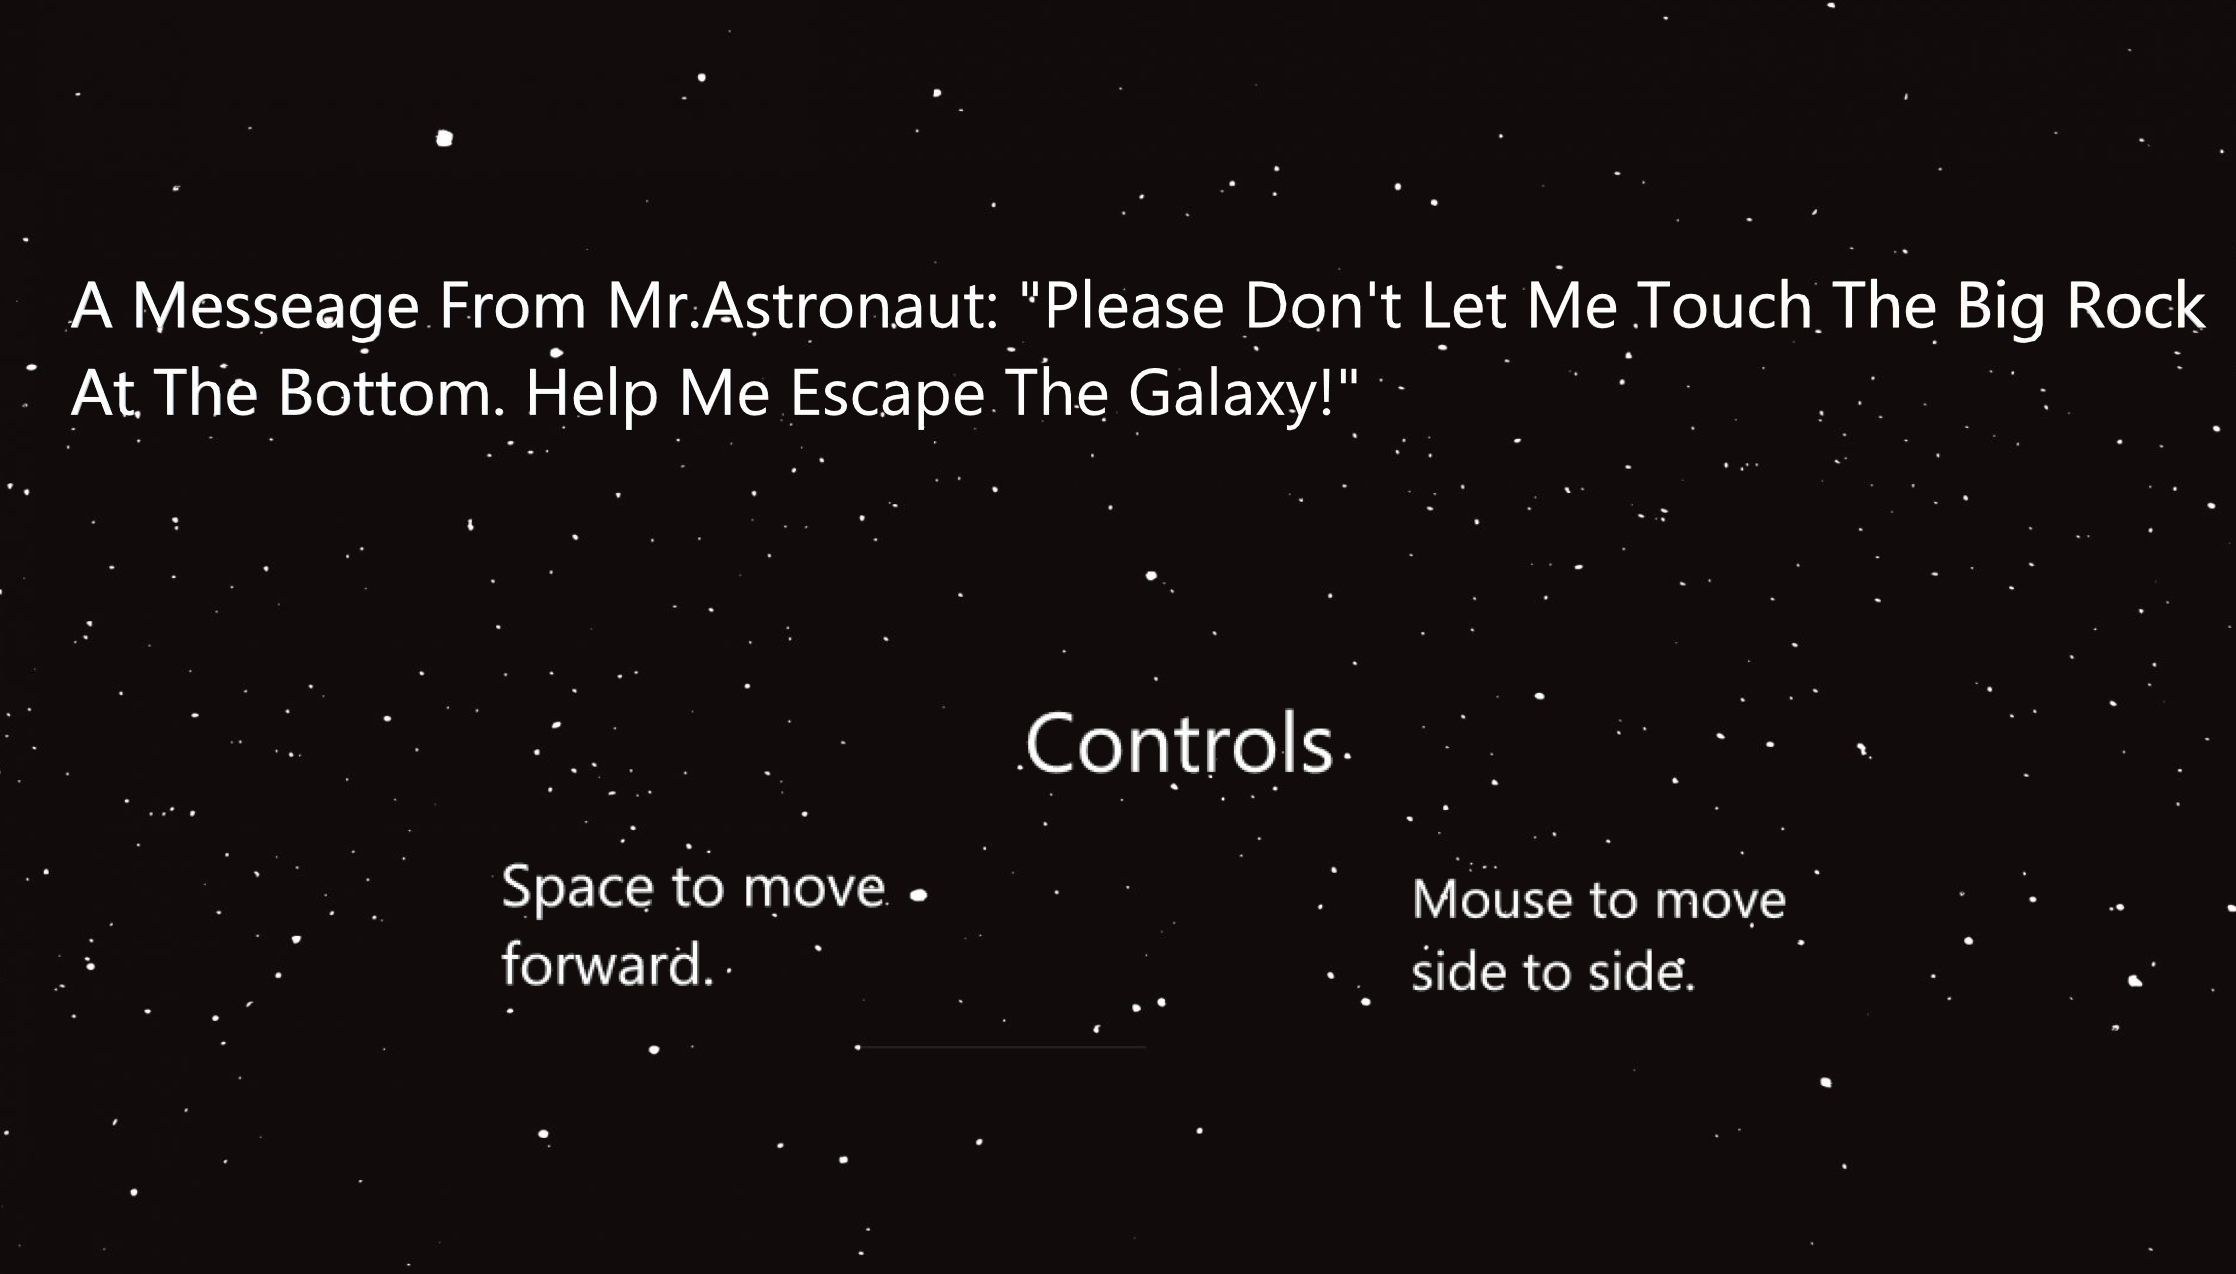 A Messeage From Mr.Astronaut: "Please Don't Let Me Touch The Big Rock
At The Bottom. Help Me Escape The Galaxy!"
Controls
Space to move
forward.
Mouse to move
side to side.